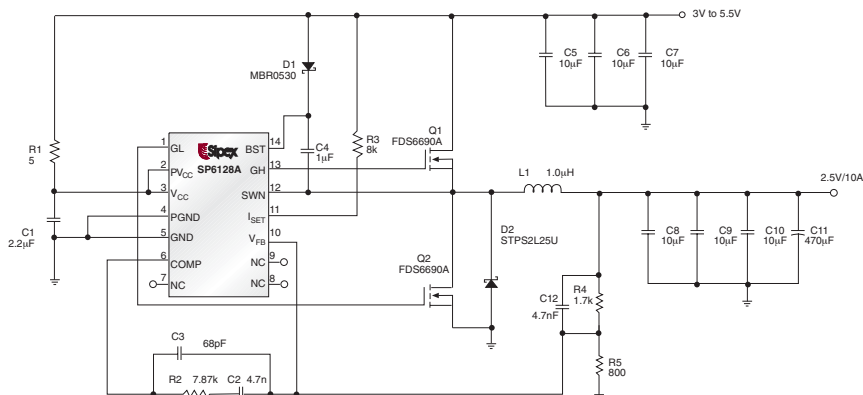 3V to 5.5V
D1
MBR0530
C5
10µF
C6
10µF
C7
10µF
R1
5
1
GL
Sipex
SP6128A
BST
14
C4
1µF
R3
8k
Q1
FDS6690A
2
PVCC
GH
13
3
VCC
SWN
12
L1
1.0µH
2.5V/10A
4
PGND
ISET
11
C1
2.2µF
5
GND
VFB
10
D2
STPS2L25U
C8
10µF
C9
10µF
C10
10µF
C11
470µF
6
COMP
NC
9
Q2
FDS6690A
7
NC
NC
8
C12
4.7nF
R4
1.7k
C3
68pF
R5
800
R2
7.87k
C2
4.7n